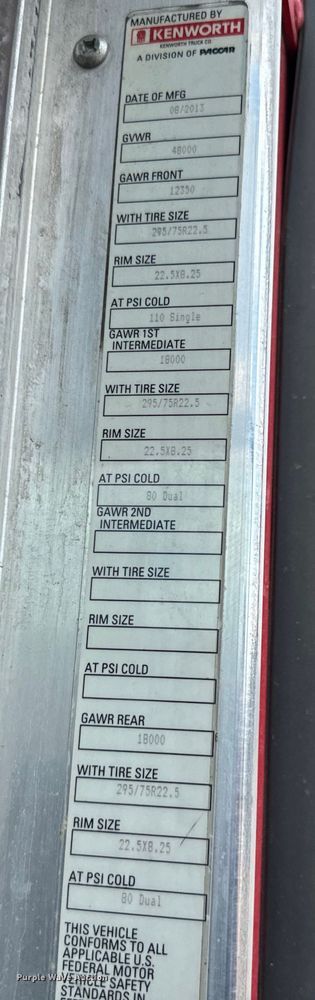 MANUFACTURED BY
KENWORTH
KENWORTH TRUCK CO.
A DIVISION OF PACCAR
DATE OF MFG
08/2013
GVWR
48000
GAWR FRONT
12350
WITH TIRE SIZE
295/75R22.5
RIM SIZE
22.5X8.25
AT PSI COLD
110 Single
GAWR 1ST
INTERMEDIATE
18000
WITH TIRE SIZE
295/75R22.5
RIM SIZE
22.5X8.25
AT PSI COLD
80 Dual
GAWR 2ND
INTERMEDIATE
WITH TIRE SIZE
RIM SIZE
AT PSI COLD
GAWR REAR
18000
WITH TIRE SIZE
295/75R22.5
RIM SIZE
22.5X8.25
AT PSI COLD
80 Dual
THIS VEHICLE
CONFORMS TO ALL
APPLICABLE U.S.
FEDERAL MOTOR
VEHICLE SAFETY
STANDARDS IN
Purple Wave Auction